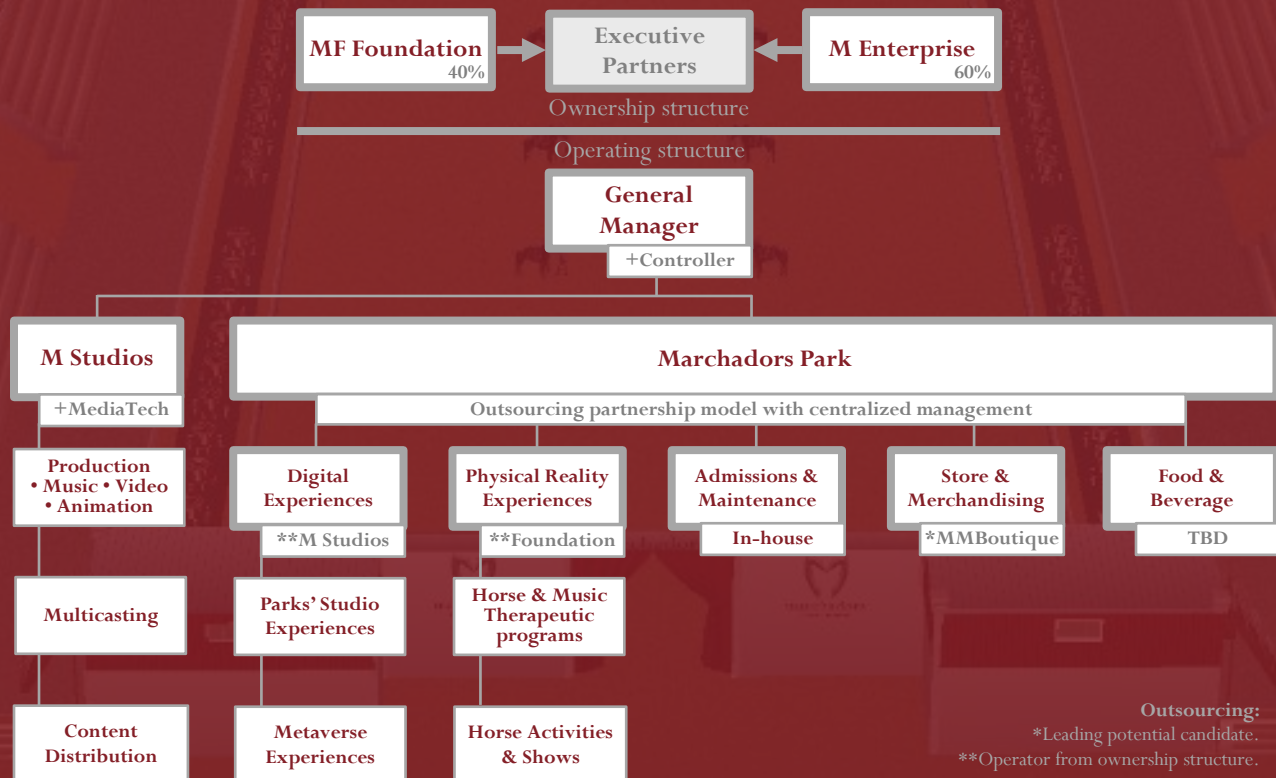 MF Foundation
40%
Executive
Partners
M Enterprise
60%
Ownership structure
Operating structure
General
Manager
+Controller
M Studios
+MediaTech
Marchadors Park
Outsourcing partnership model with centralized management
Production
• Music • Video
• Animation
Multicasting
Content
Distribution
Digital
Experiences
**M Studios
Parks’ Studio
Experiences
Metaverse
Experiences
Physical Reality
Experiences
**Foundation
Horse & Music
Therapeutic
programs
Horse Activities
& Shows
Admissions &
Maintenance
In-house
Store &
Merchandising
*MMBoutique
Food &
Beverage
TBD
Outsourcing:
*Leading potential candidate.
**Operator from ownership structure.